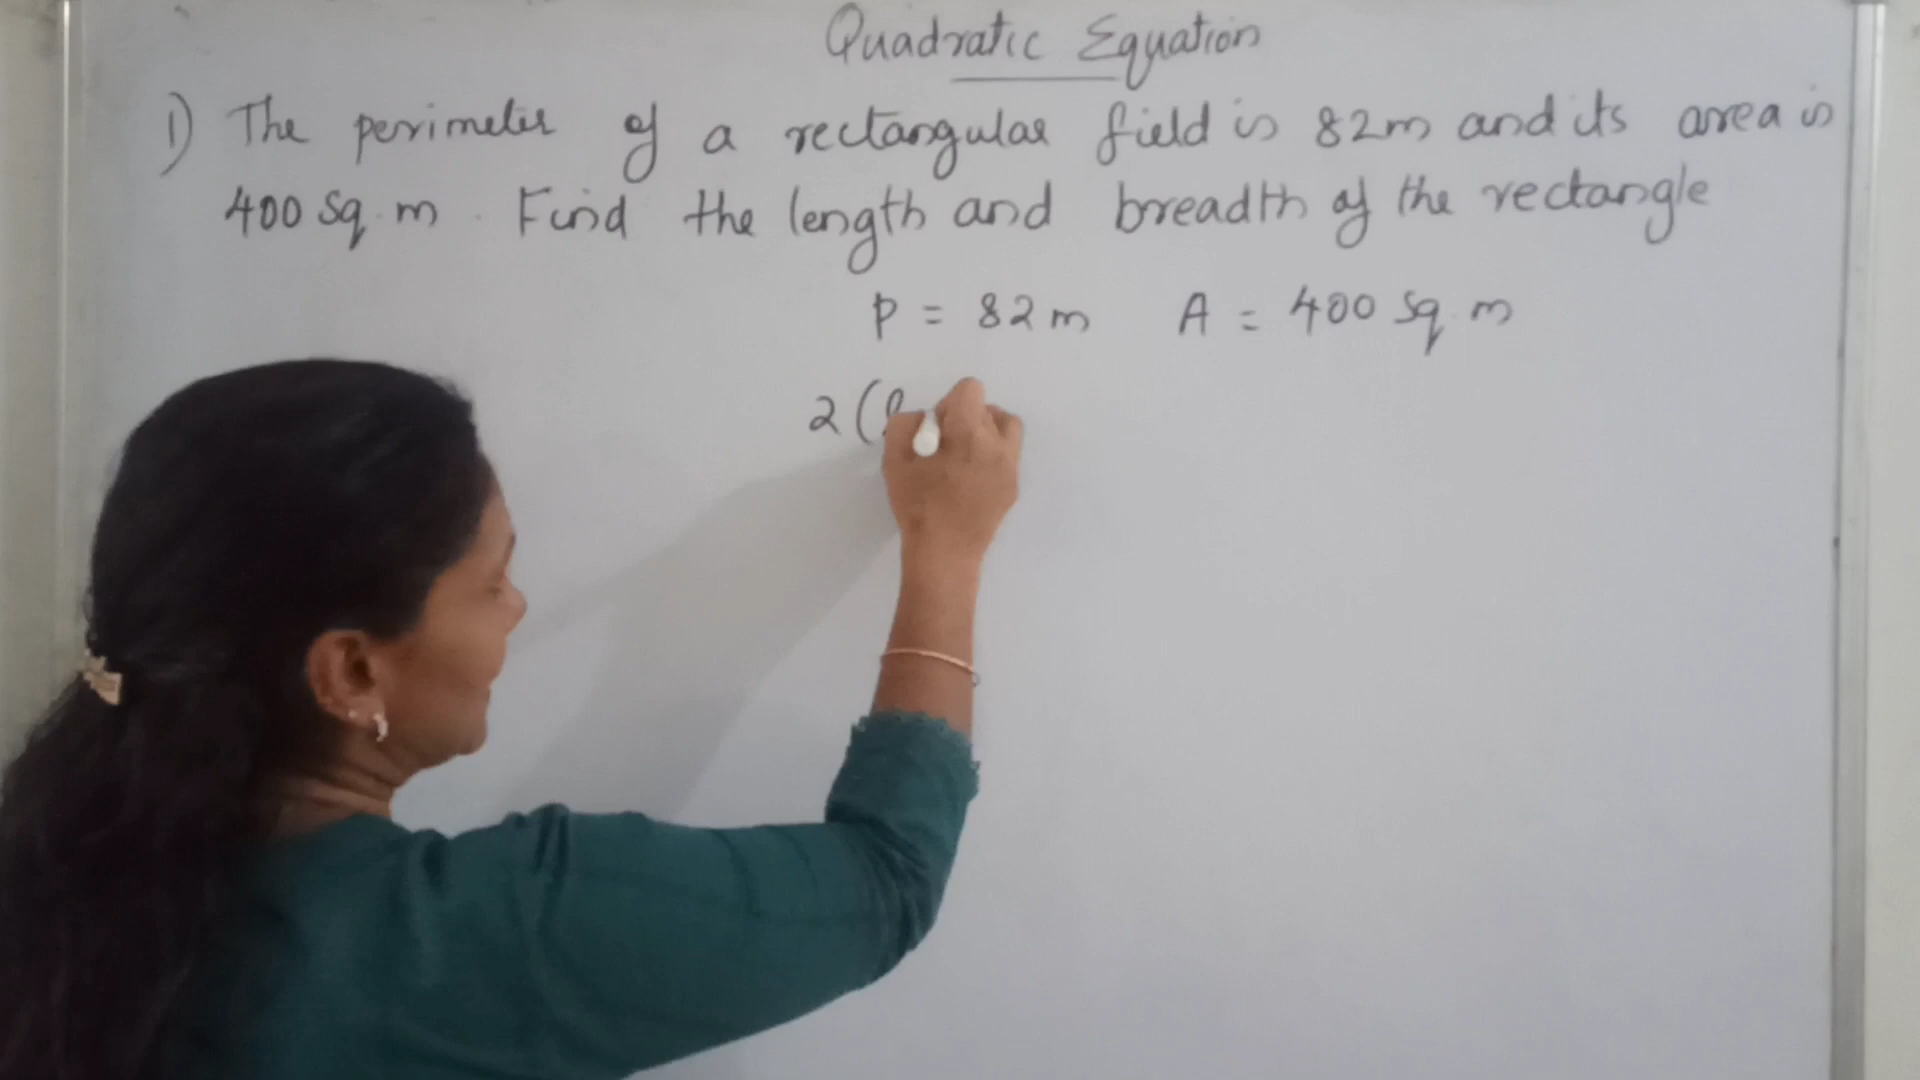 Quadratic Equation
1) The perimeter of a rectangular field is 82m and its area is
400 sq. m. Find the length and breadth of the rectangle
P = 82 m A = 400 sq. m
2 (l